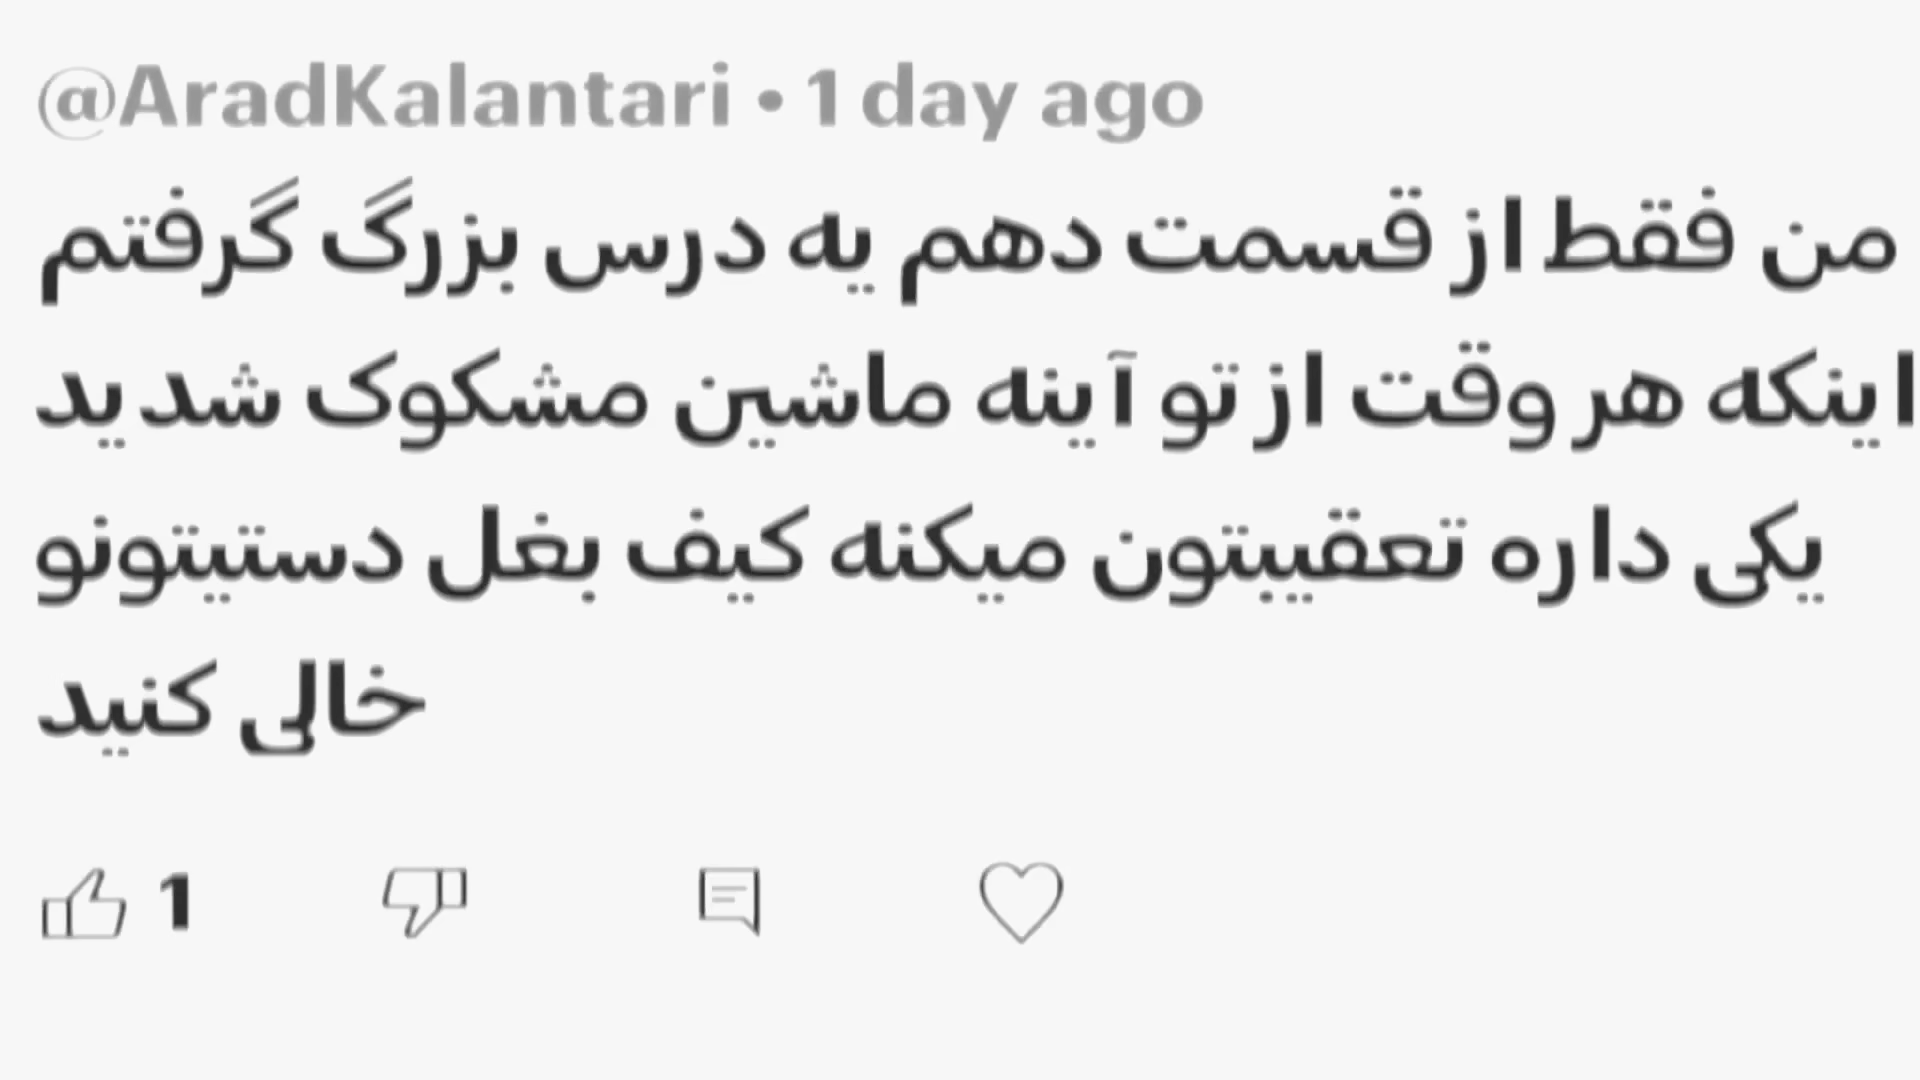 @AradKalantari • 1 day ago
من فقط از قسمت دهم یه درس بزرگ گرفتم
اینکه هر وقت از تو آینه ماشین مشکوک شدید
یکی داره تعقیبتون میکنه کیف بغل دستیتونو
خالی کنید
1